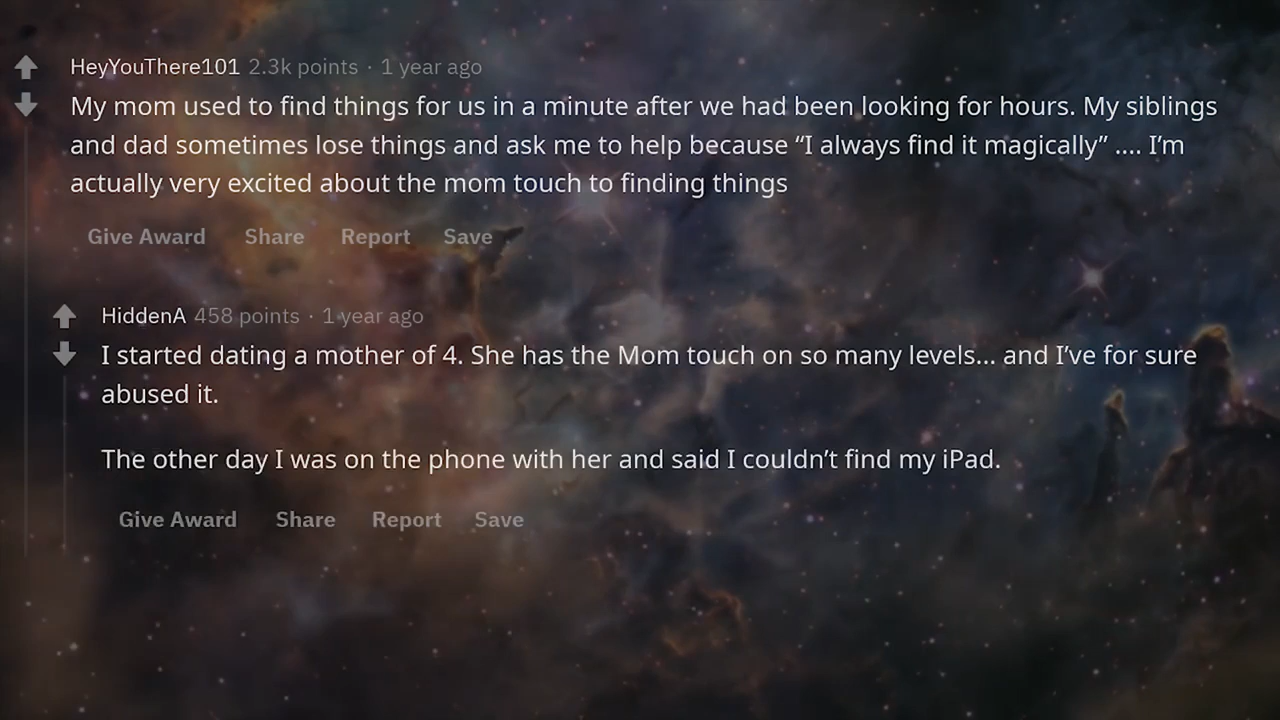 HeyYouThere101 2.3k points · 1 year ago
My mom used to find things for us in a minute after we had been looking for hours. My siblings
and dad sometimes lose things and ask me to help because “I always find it magically” .... I’m
actually very excited about the mom touch to finding things
Give Award Share Report Save
HiddenA 458 points · 1 year ago
I started dating a mother of 4. She has the Mom touch on so many levels... and I’ve for sure
abused it.
The other day I was on the phone with her and said I couldn’t find my iPad.
Give Award Share Report Save